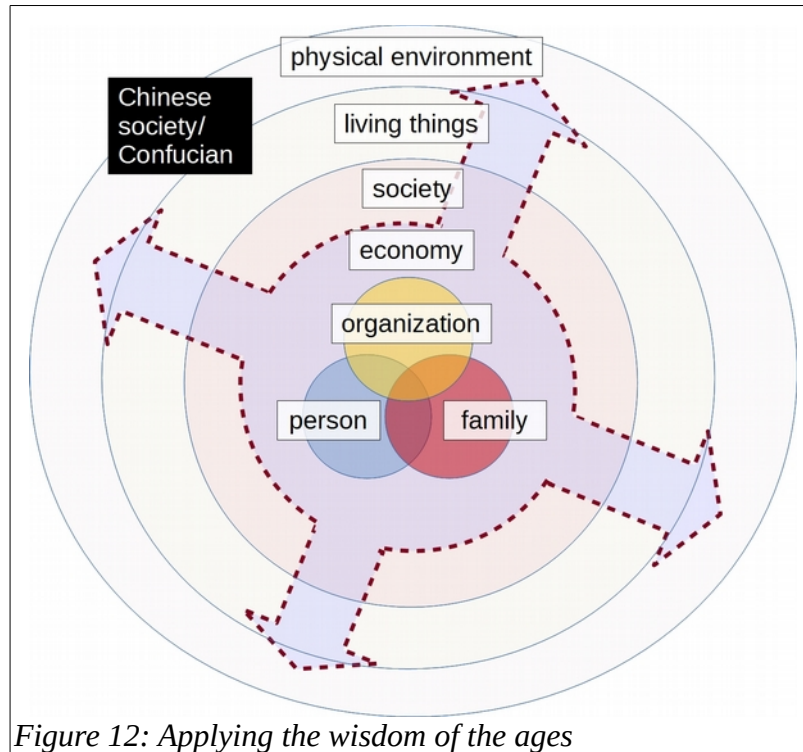 physical environment
Chinese
society/
Confucian
living things
society
economy
organization
person
family
Figure 12: Applying the wisdom of the ages